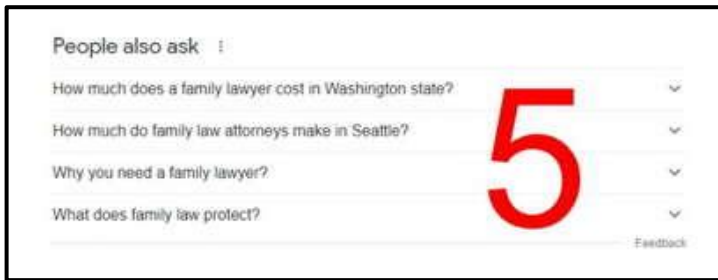 People also ask
How much does a family lawyer cost in Washington state?
How much do family law attorneys make in Seattle?
Why you need a family lawyer?
What does family law protect?
5
Feedback